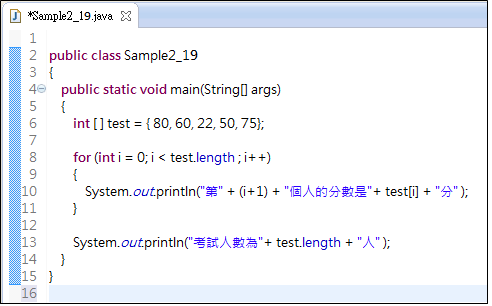 *Sample2_19.java
1
2 public class Sample2_19
3 {
4 public static void main(String[] args)
5 {
6 int [ ] test = { 80, 60, 22, 50, 75};
7
8 for (int i = 0; i < test.length ; i++)
9 {
10 System.out.println("第" + (i+1) + "個人的分數是"+ test[i] + "分" );
11 }
12
13 System.out.println("考試人數為"+ test.length + "人" );
14 }
15 }
16